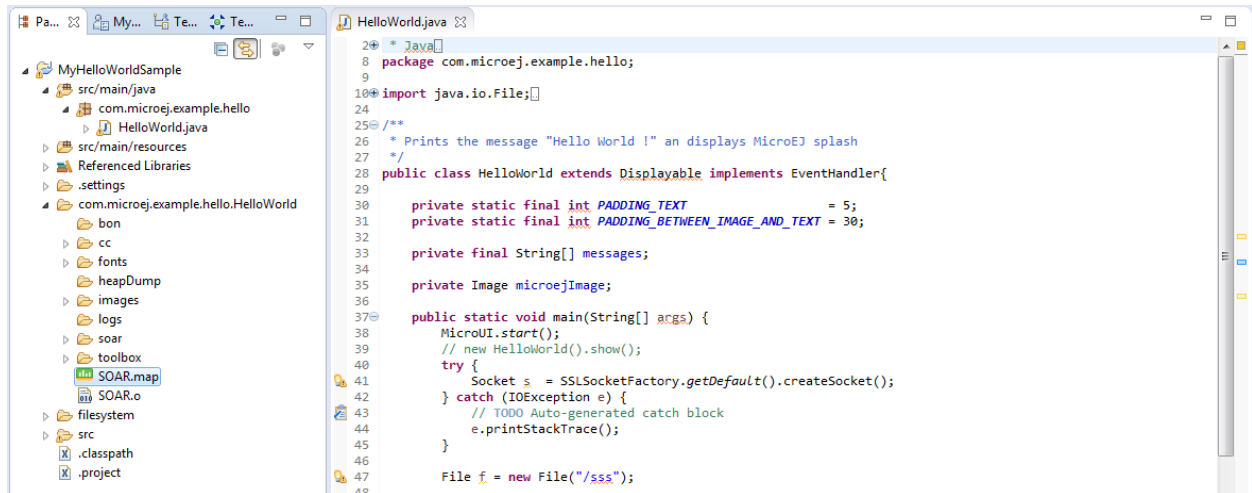 Pa... My... Te... Te...
MyHelloWorldSample
src/main/java
com.microej.example.hello
HelloWorld.java
src/main/resources
Referenced Libraries
.settings
com.microej.example.hello.HelloWorld
bon
cc
fonts
heapDump
images
logs
soar
toolbox
SOAR.map
SOAR.o
filesystem
src
.classpath
.project
HelloWorld.java
2 * Java
8 package com.microej.example.hello;
9
10 import java.io.File;
24
25 /**
26 * Prints the message "Hello World !" an displays MicroEJ splash
27 */
28 public class HelloWorld extends Displayable implements EventHandler{
29
30 private static final int PADDING_TEXT = 5;
31 private static final int PADDING_BETWEEN_IMAGE_AND_TEXT = 30;
32
33 private final String[] messages;
34
35 private Image microejImage;
36
37 public static void main(String[] args) {
38 MicroUI.start();
39 // new HelloWorld().show();
40 try {
41 Socket s = SSLSocketFactory.getDefault().createSocket();
42 } catch (IOException e) {
43 // TODO Auto-generated catch block
44 e.printStackTrace();
45 }
46
47 File f = new File("/sss");
48